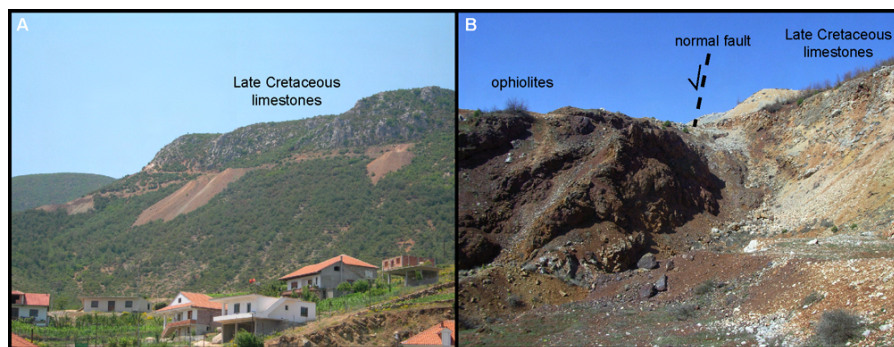 A
Late Cretaceous
limestones
B
normal fault
Late Cretaceous
limestones
ophiolites